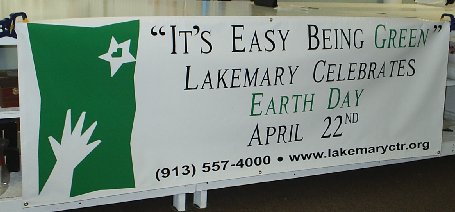 "It's Easy Being Green"
Lakemary Celebrates
Earth Day
April 22nd
(913) 557-4000 • www.lakemaryctr.org